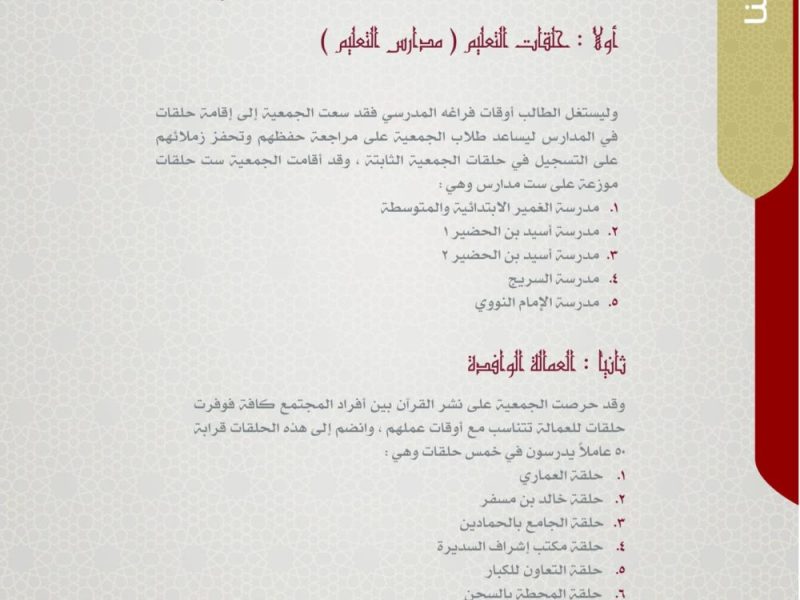 أولا : حلقات التعليم ( مدارس التعليم )
وليستغل الطالب أوقات فراغه المدرسي فقد سعت الجمعية إلى إقامة حلقات
في المدارس ليساعد طلاب الجمعية على مراجعة حفظهم وتحفز زملائهم
على التسجيل في حلقات الجمعية الثابتة ، وقد أقامت الجمعية ست حلقات
موزعة على ست مدارس وهي :
١. مدرسة الغمير الابتدائية والمتوسطة
٢. مدرسة أسيد بن الحضير ١
٣. مدرسة أسيد بن الحضير ٢
٤. مدرسة السريج
٥. مدرسة الإمام النووي
ثانيا : العمالة الوافدة
وقد حرصت الجمعية على نشر القرآن بين أفراد المجتمع كافة فوفرت
حلقات للعمالة تتناسب مع أوقات عملهم ، وانضم إلى هذه الحلقات قرابة
٥٠ عاملاً يدرسون في خمس حلقات وهي :
١. حلقة العماري
٢. حلقة خالد بن مسفر
٣. حلقة الجامع بالحمادين
٤. حلقة مكتب إشراف السديرة
٥. حلقة التعاون للكبار
٦. حلقة المحطة بالسحن